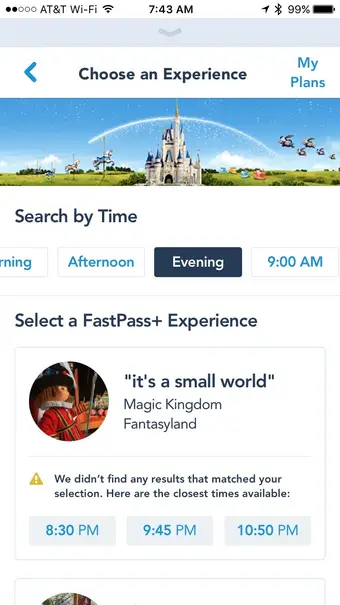 AT&T Wi-Fi 7:43 AM 99%
Choose an Experience
My
Plans
Search by Time
rning Afternoon Evening 9:00 AM
Select a FastPass+ Experience
"it's a small world"
Magic Kingdom
Fantasyland
We didn't find any results that matched your
selection. Here are the closest times available:
8:30 PM 9:45 PM 10:50 PM